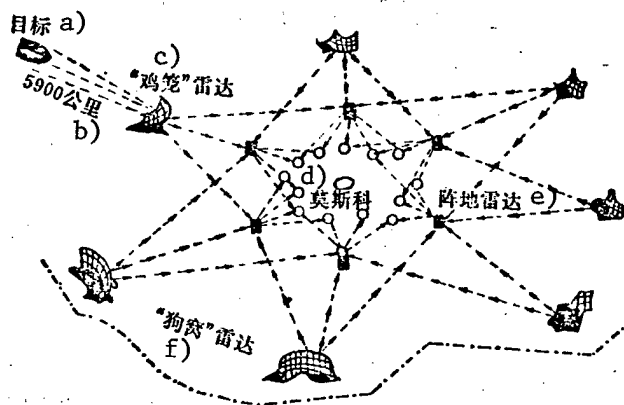 目标 a)
c)
“鸡笼”雷达
5900公里
b)
d)
莫斯科
阵地雷达 e)
“狗窝”雷达
f)